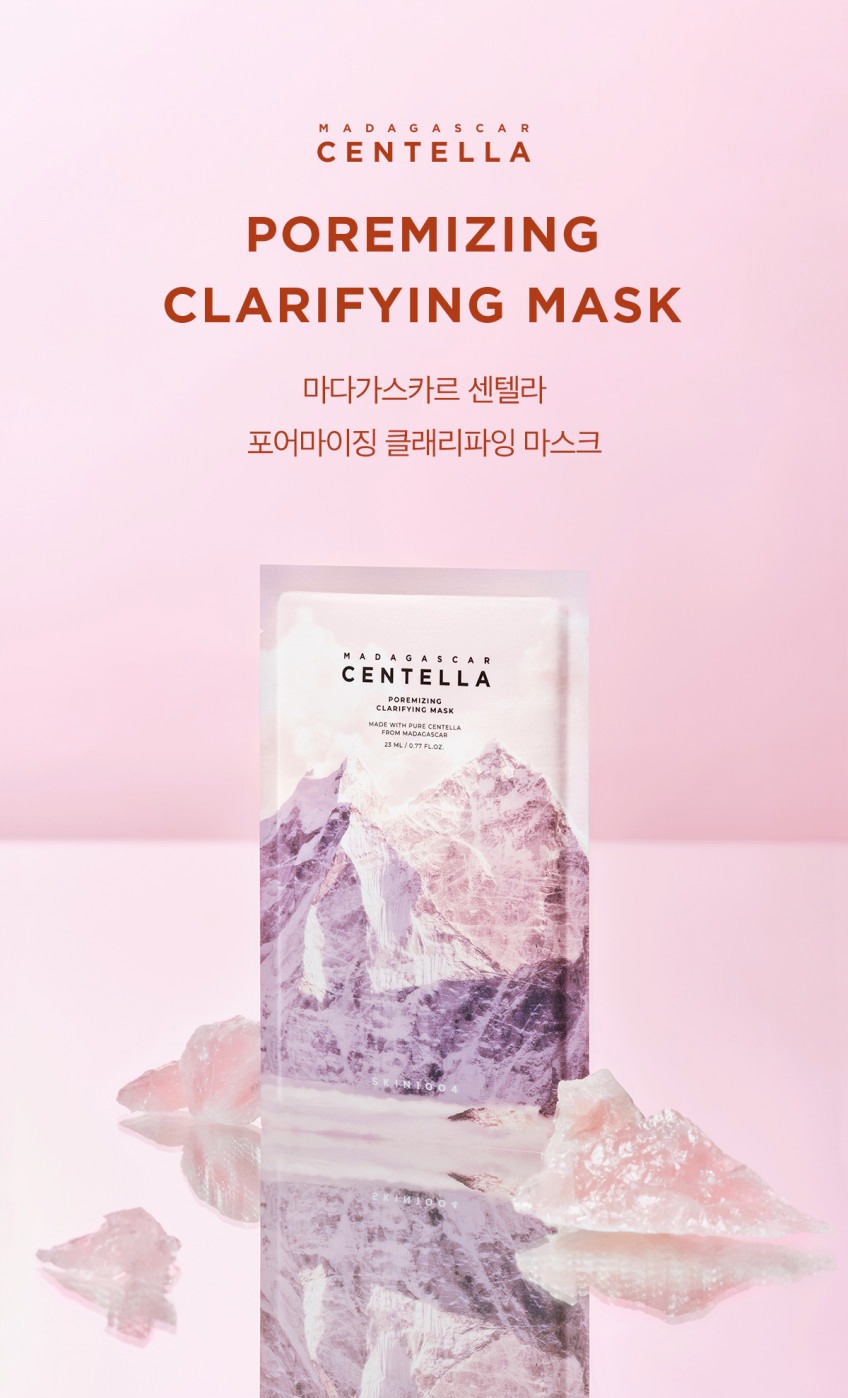 MADAGASCAR
CENTELLA
POREMIZING
CLARIFYING MASK
마다가스카르 센텔라
포어마이징 클래리파잉 마스크
MADAGASCAR
CENTELLA
POREMIZING
CLARIFYING MASK
MADE WITH PURE CENTELLA
FROM MADAGASCAR
23 ML / 0.77 FL.OZ.
SKIN1004